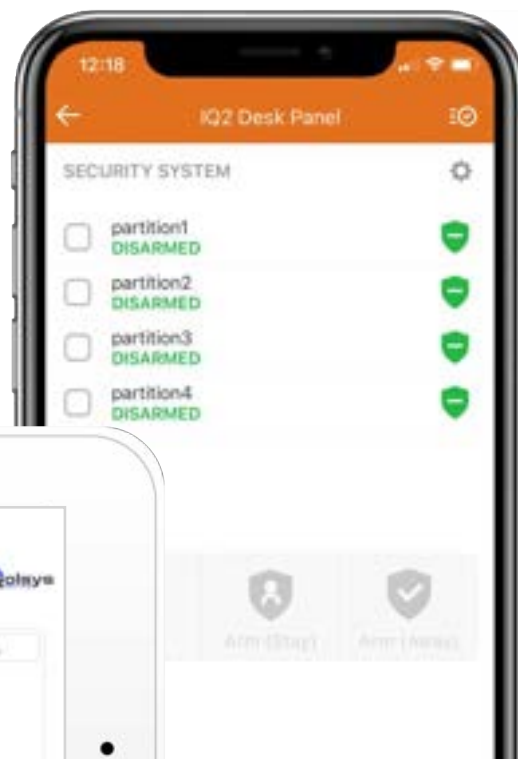 12:18
IQ2 Desk Panel
SECURITY SYSTEM
partition1
DISARMED
partition2
DISARMED
partition3
DISARMED
partition4
DISARMED
Arm (Stay)
Arm (Away)
olsys